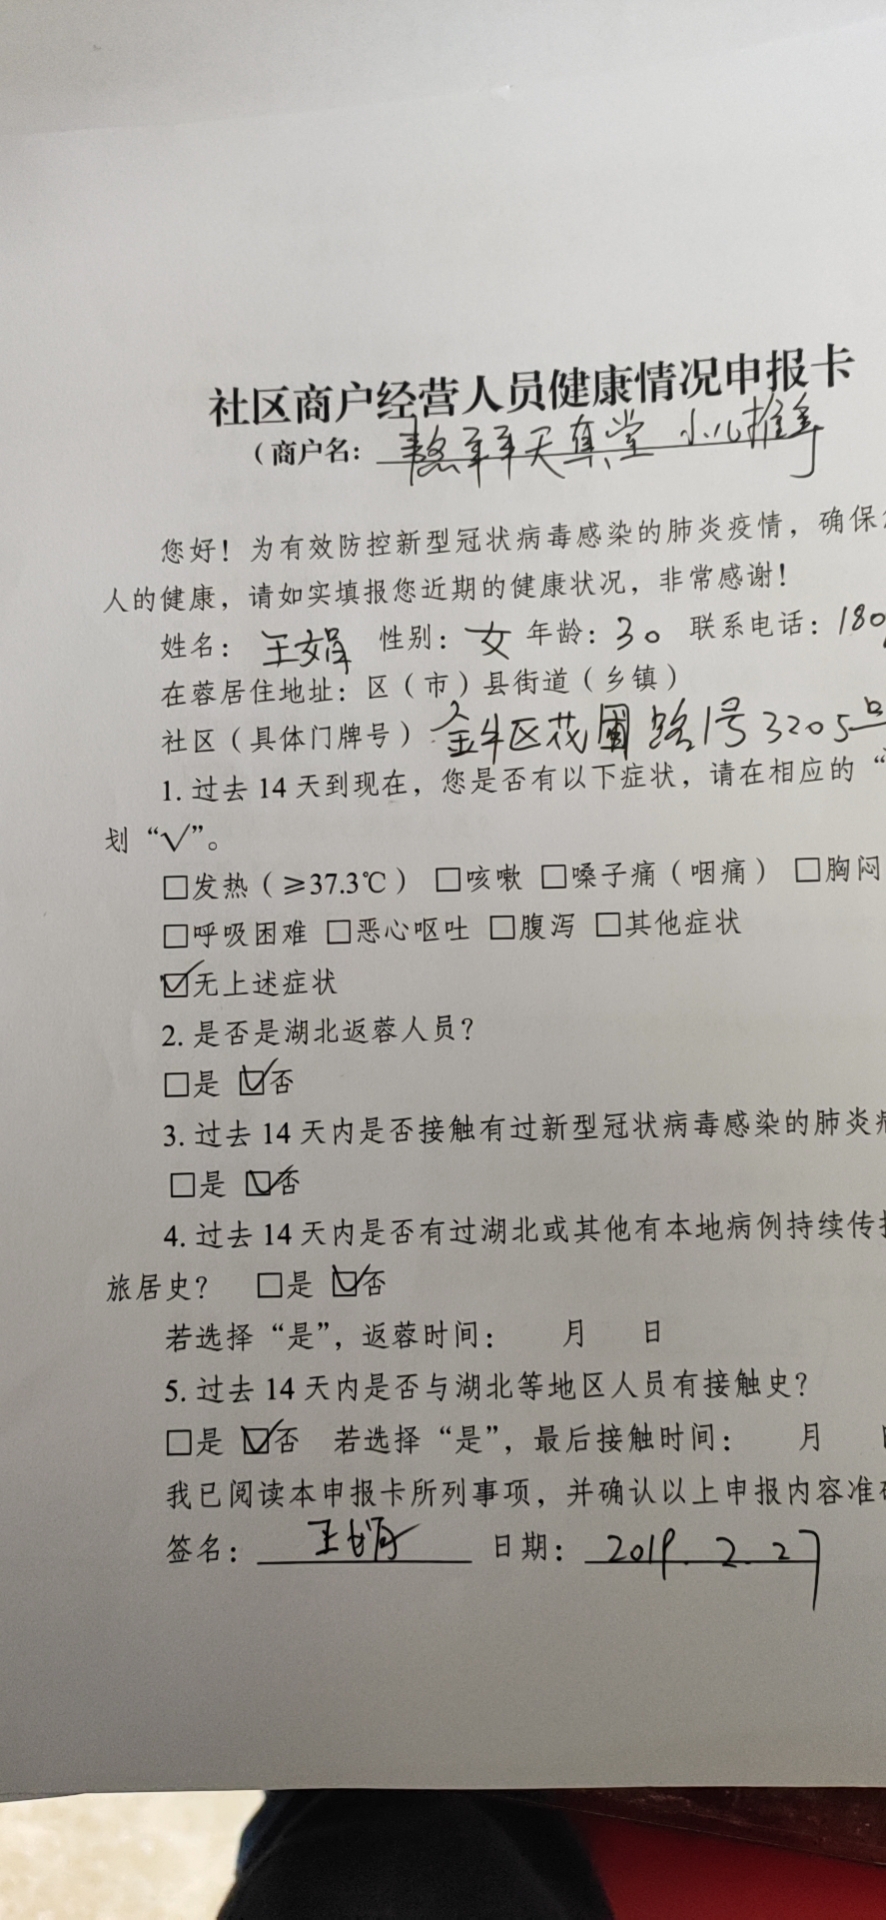 社区商户经营人员健康情况申报卡
（商户名： 天真堂 小儿推拿
您好！为有效防控新型冠状病毒感染的肺炎疫情，确保
人的健康，请如实填报您近期的健康状况，非常感谢！
姓名：王娟 性别：女 年龄：30 联系电话：180
在蓉居住地址：区（市）县街道（乡镇）
社区（具体门牌号）金牛区花圃路1号3205号
1. 过去14天到现在，您是否有以下症状，请在相应的“
划“√”。
□发热（≥37.3℃） □咳嗽 □嗓子痛（咽痛） □胸闷
□呼吸困难 □恶心呕吐 □腹泻 □其他症状
☑无上述症状
2. 是否是湖北返蓉人员？
□是 ☑否
3. 过去14天内是否接触有过新型冠状病毒感染的肺炎病
□是 ☑否
4. 过去14天内是否有过湖北或其他有本地病例持续传播
旅居史？ □是 ☑否
若选择“是”，返蓉时间： 月 日
5. 过去14天内是否与湖北等地区人员有接触史？
□是 ☑否 若选择“是”，最后接触时间： 月 日
我已阅读本申报卡所列事项，并确认以上申报内容准确
签名：王娟 日期：2019.2.27